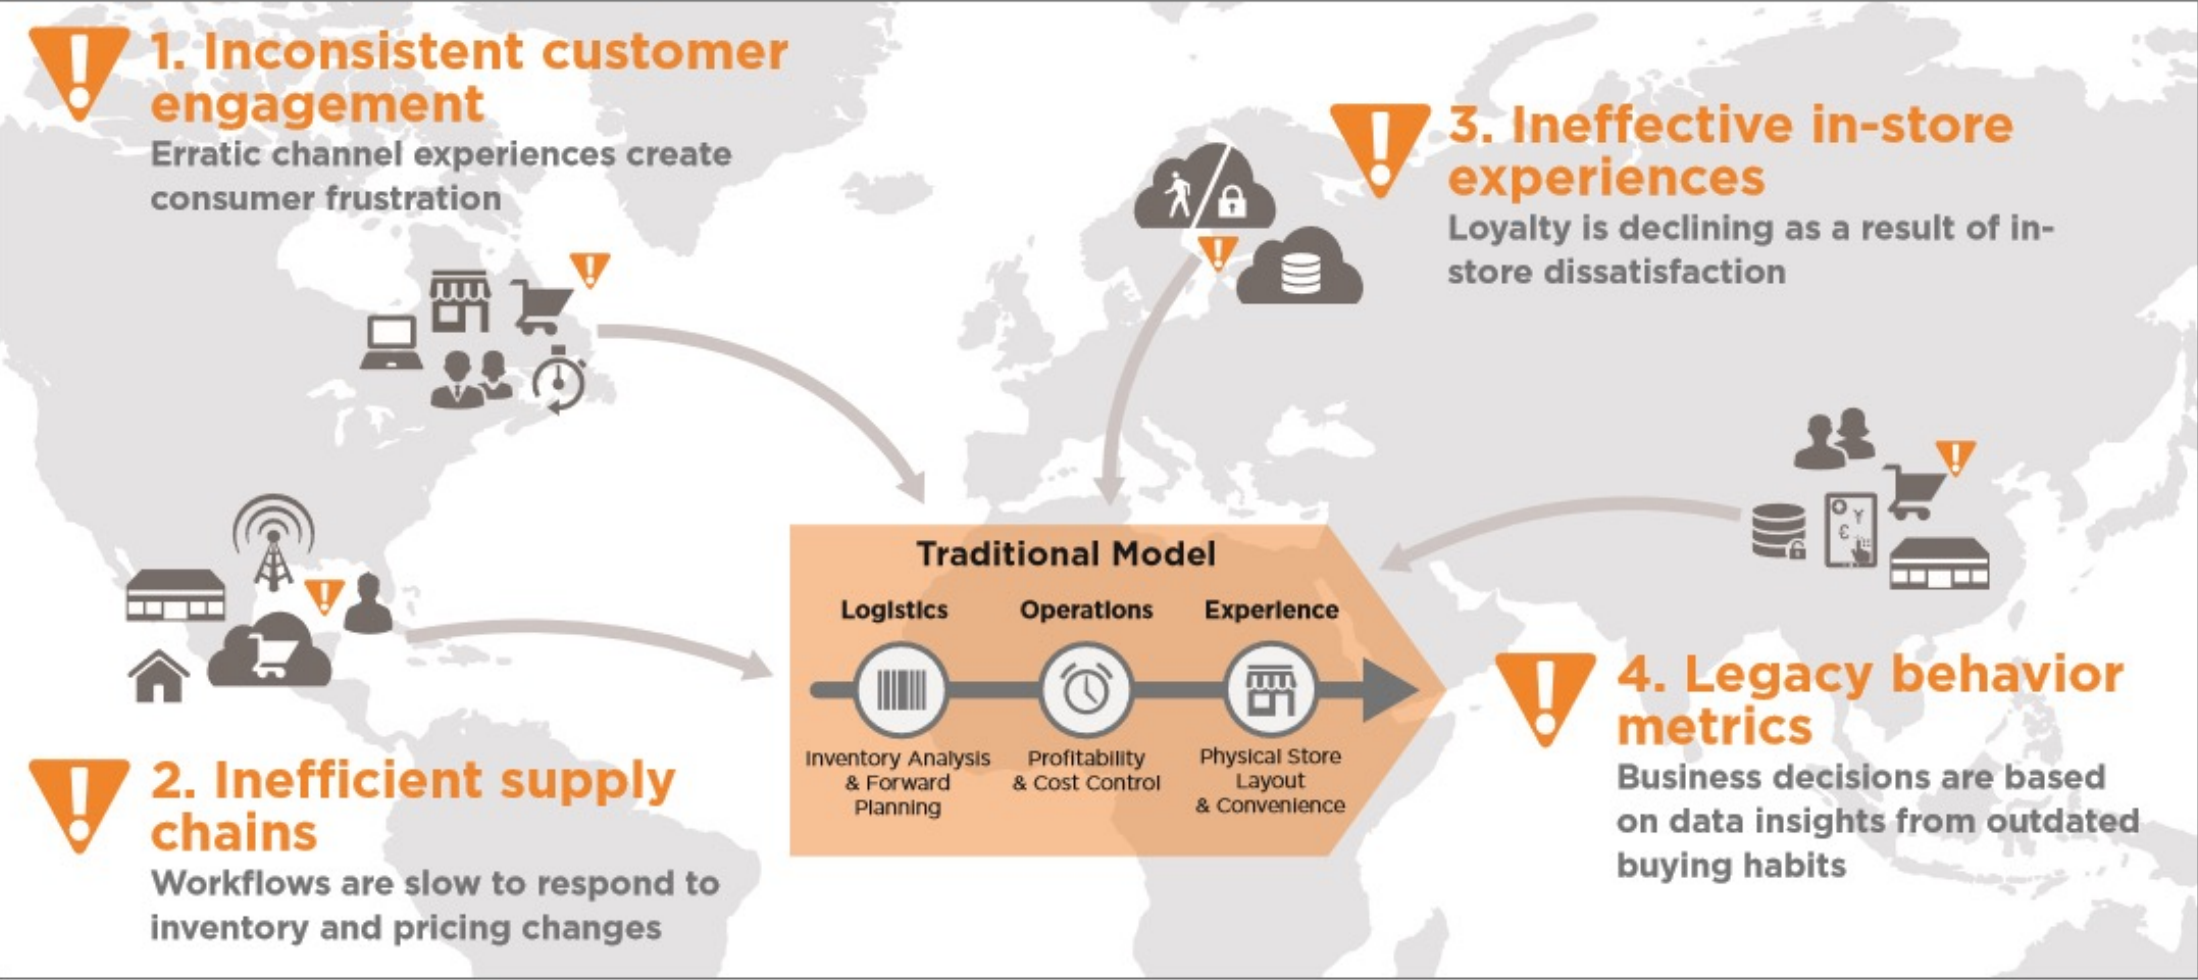 1. Inconsistent customer
engagement
Erratic channel experiences create
consumer frustration
2. Inefficient supply
chains
Workflows are slow to respond to
inventory and pricing changes
3. Ineffective in-store
experiences
Loyalty is declining as a result of in-
store dissatisfaction
4. Legacy behavior
metrics
Business decisions are based
on data insights from outdated
buying habits
Traditional Model
Logistics
Operations
Experience
Inventory Analysis
& Forward
Planning
Profitability
& Cost Control
Physical Store
Layout
& Convenience